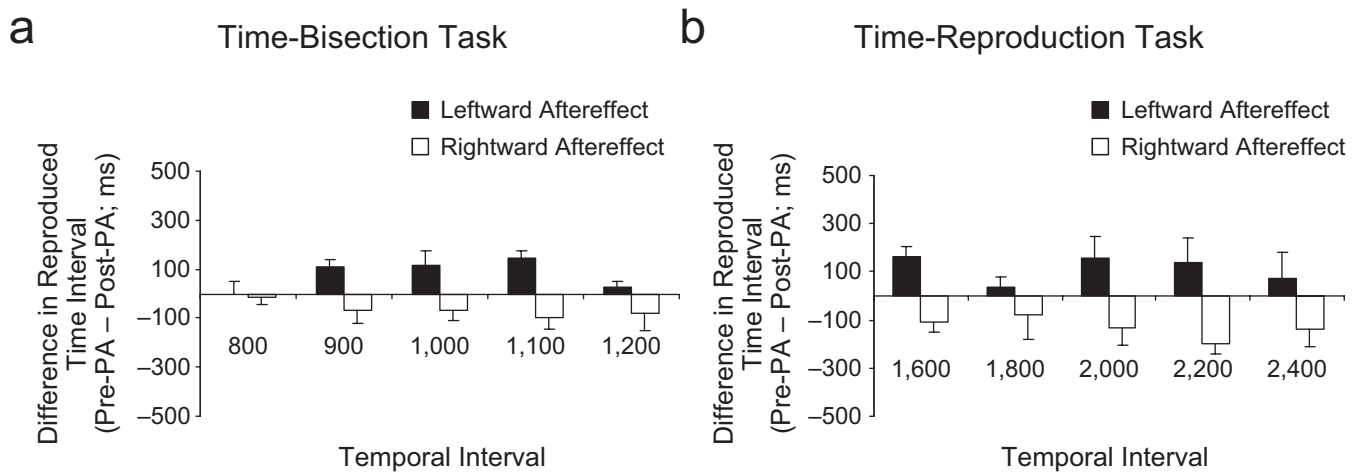 a
Time-Bisection Task
Leftward Aftereffect
Rightward Aftereffect
Difference in Reproduced
Time Interval
(Pre-PA – Post-PA; ms)
500
300
100
–100
–300
–500
800 900 1,000 1,100 1,200
Temporal Interval
b
Time-Reproduction Task
Leftward Aftereffect
Rightward Aftereffect
Difference in Reproduced
Time Interval
(Pre-PA – Post-PA; ms)
500
300
100
–100
–300
–500
1,600 1,800 2,000 2,200 2,400
Temporal Interval